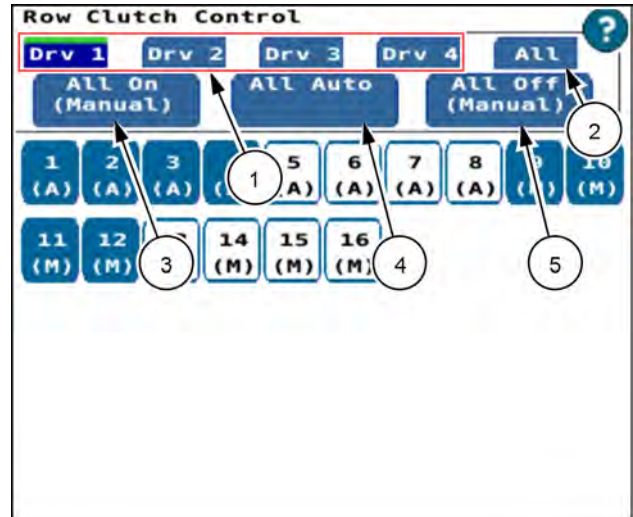 Row Clutch Control
?
Drv 1 Drv 2 Drv 3 Drv 4 All
All On All Auto All Off
(Manual) (Manual)
2
1 2 3 5 6 7 8 10
(A) (A) (A) (A) (A) (A) (A) (M)
1
11 12 14 15 16
(M) (M) (M) (M) (M)
3 4 5